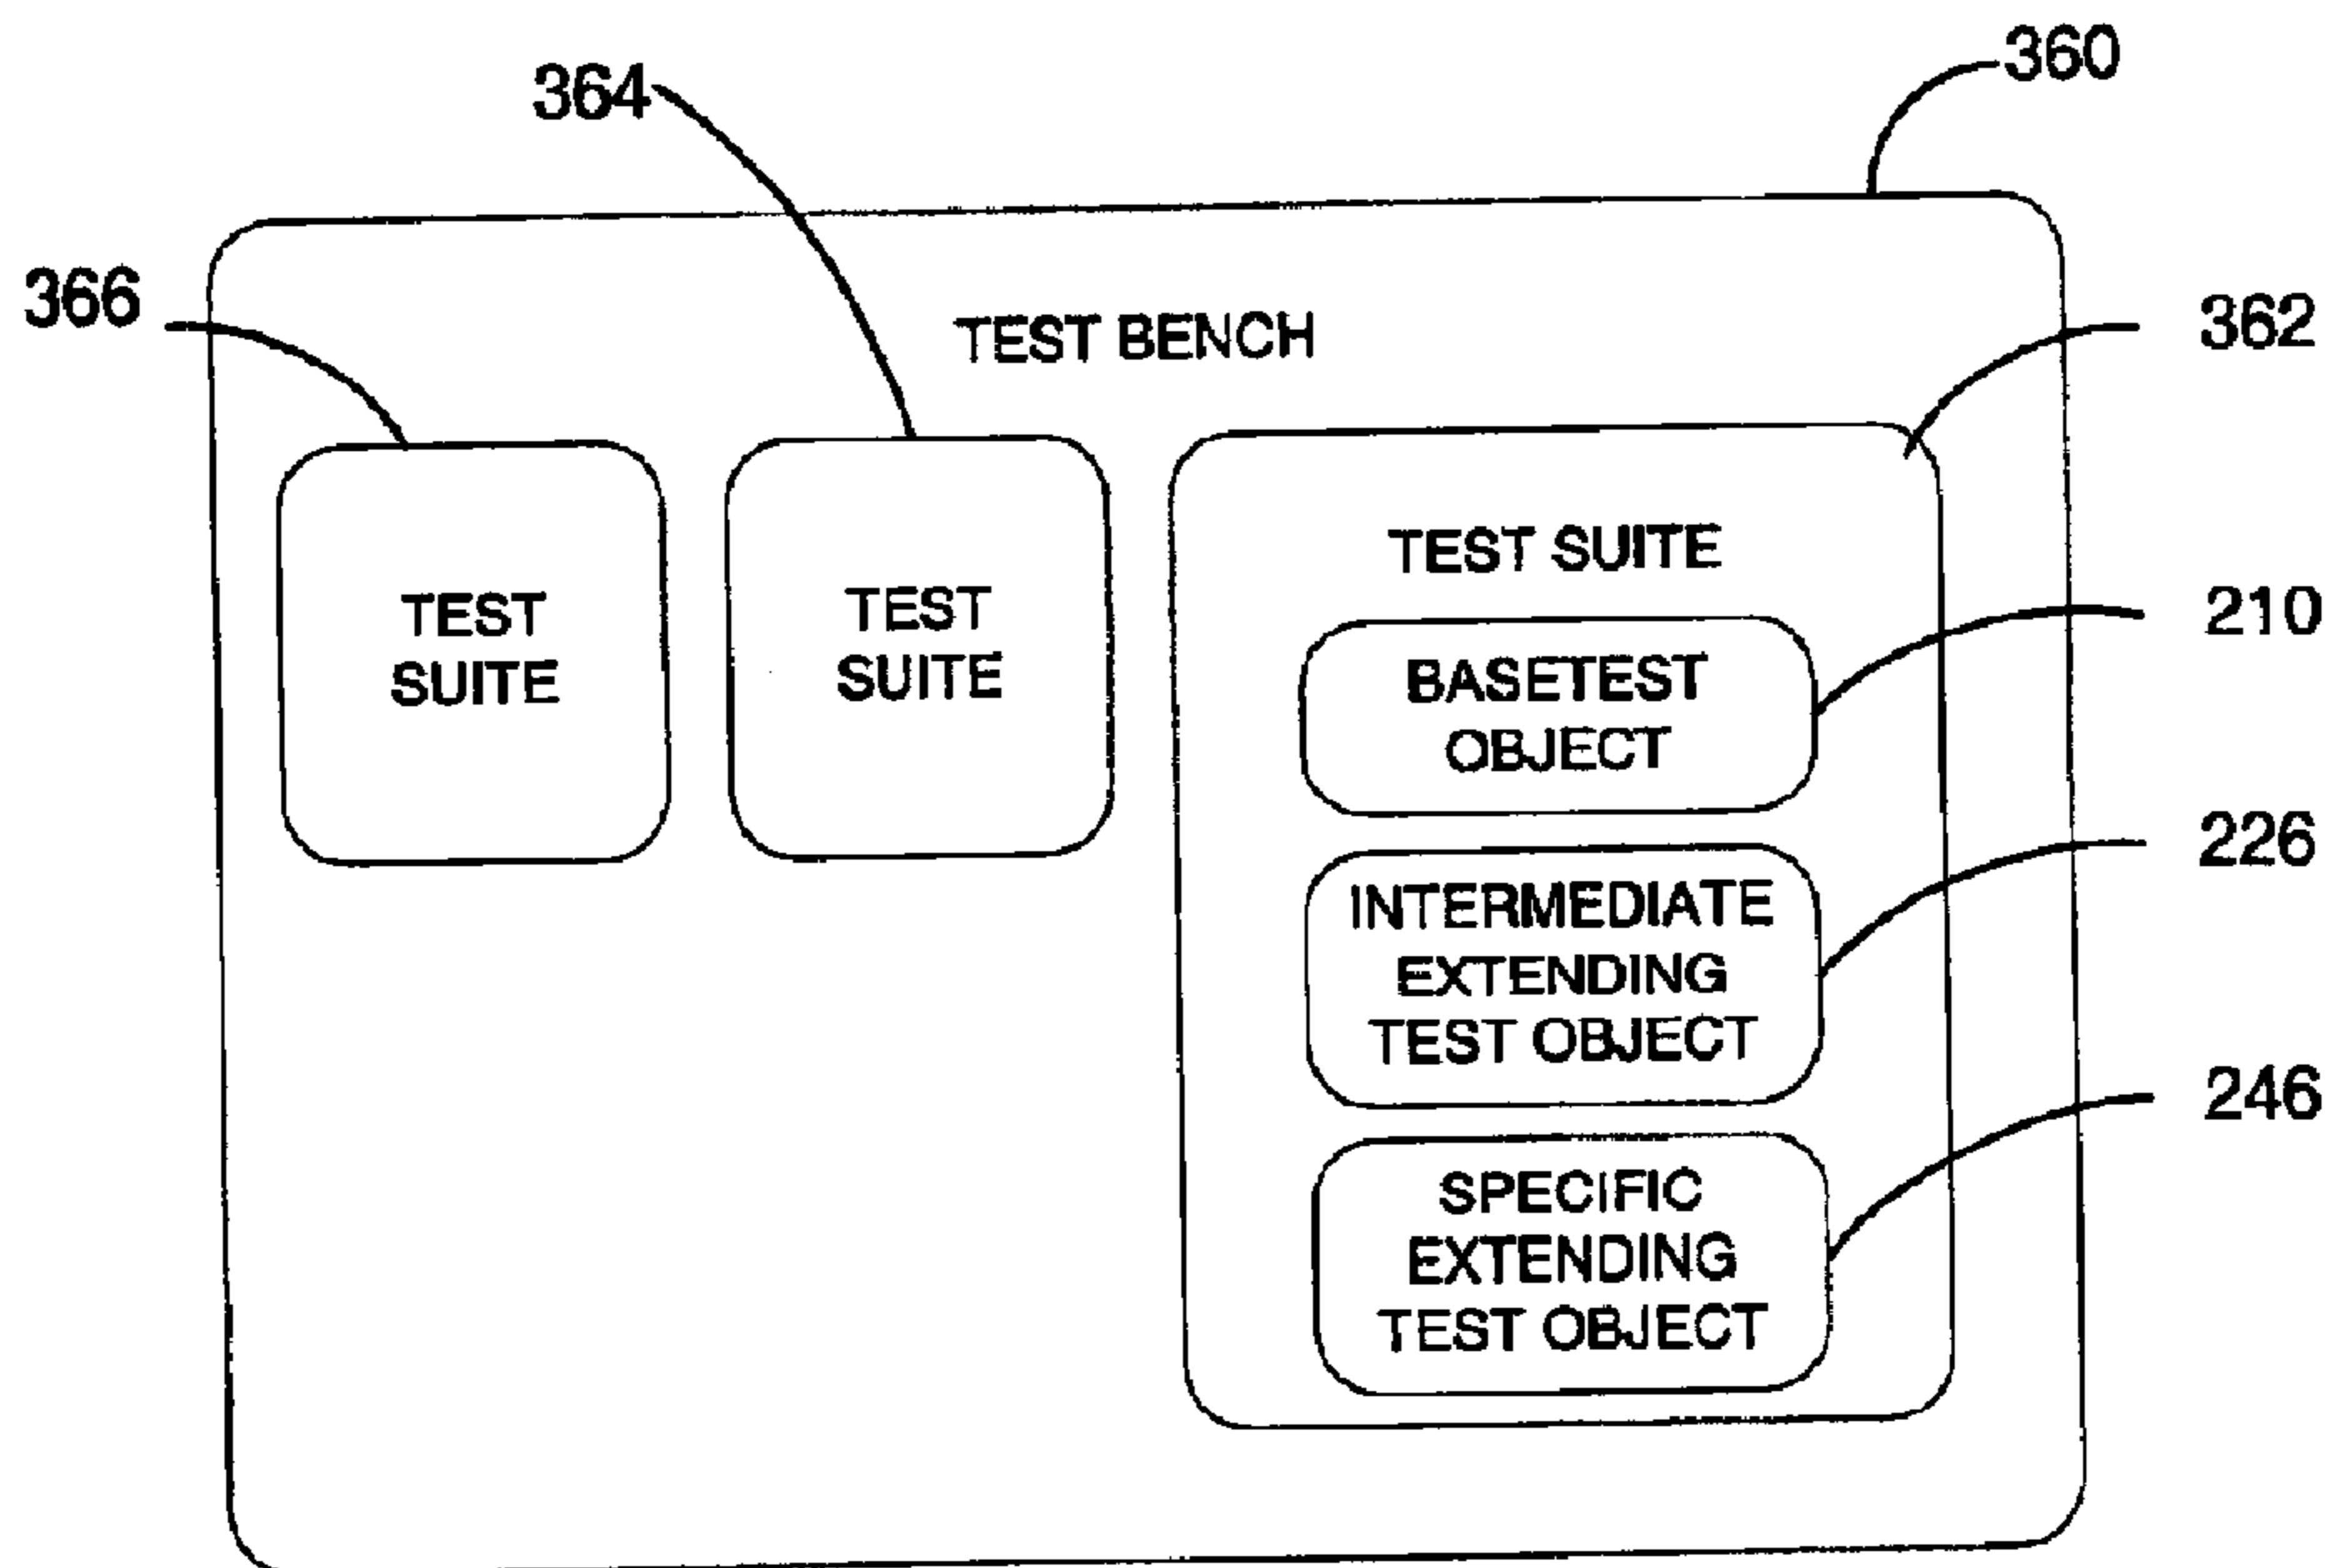 360
364
366
TEST BENCH
362
TEST
SUITE
TEST
SUITE
TEST SUITE
210
BASETEST
OBJECT
226
INTERMEDIATE
EXTENDING
TEST OBJECT
246
SPECIFIC
EXTENDING
TEST OBJECT